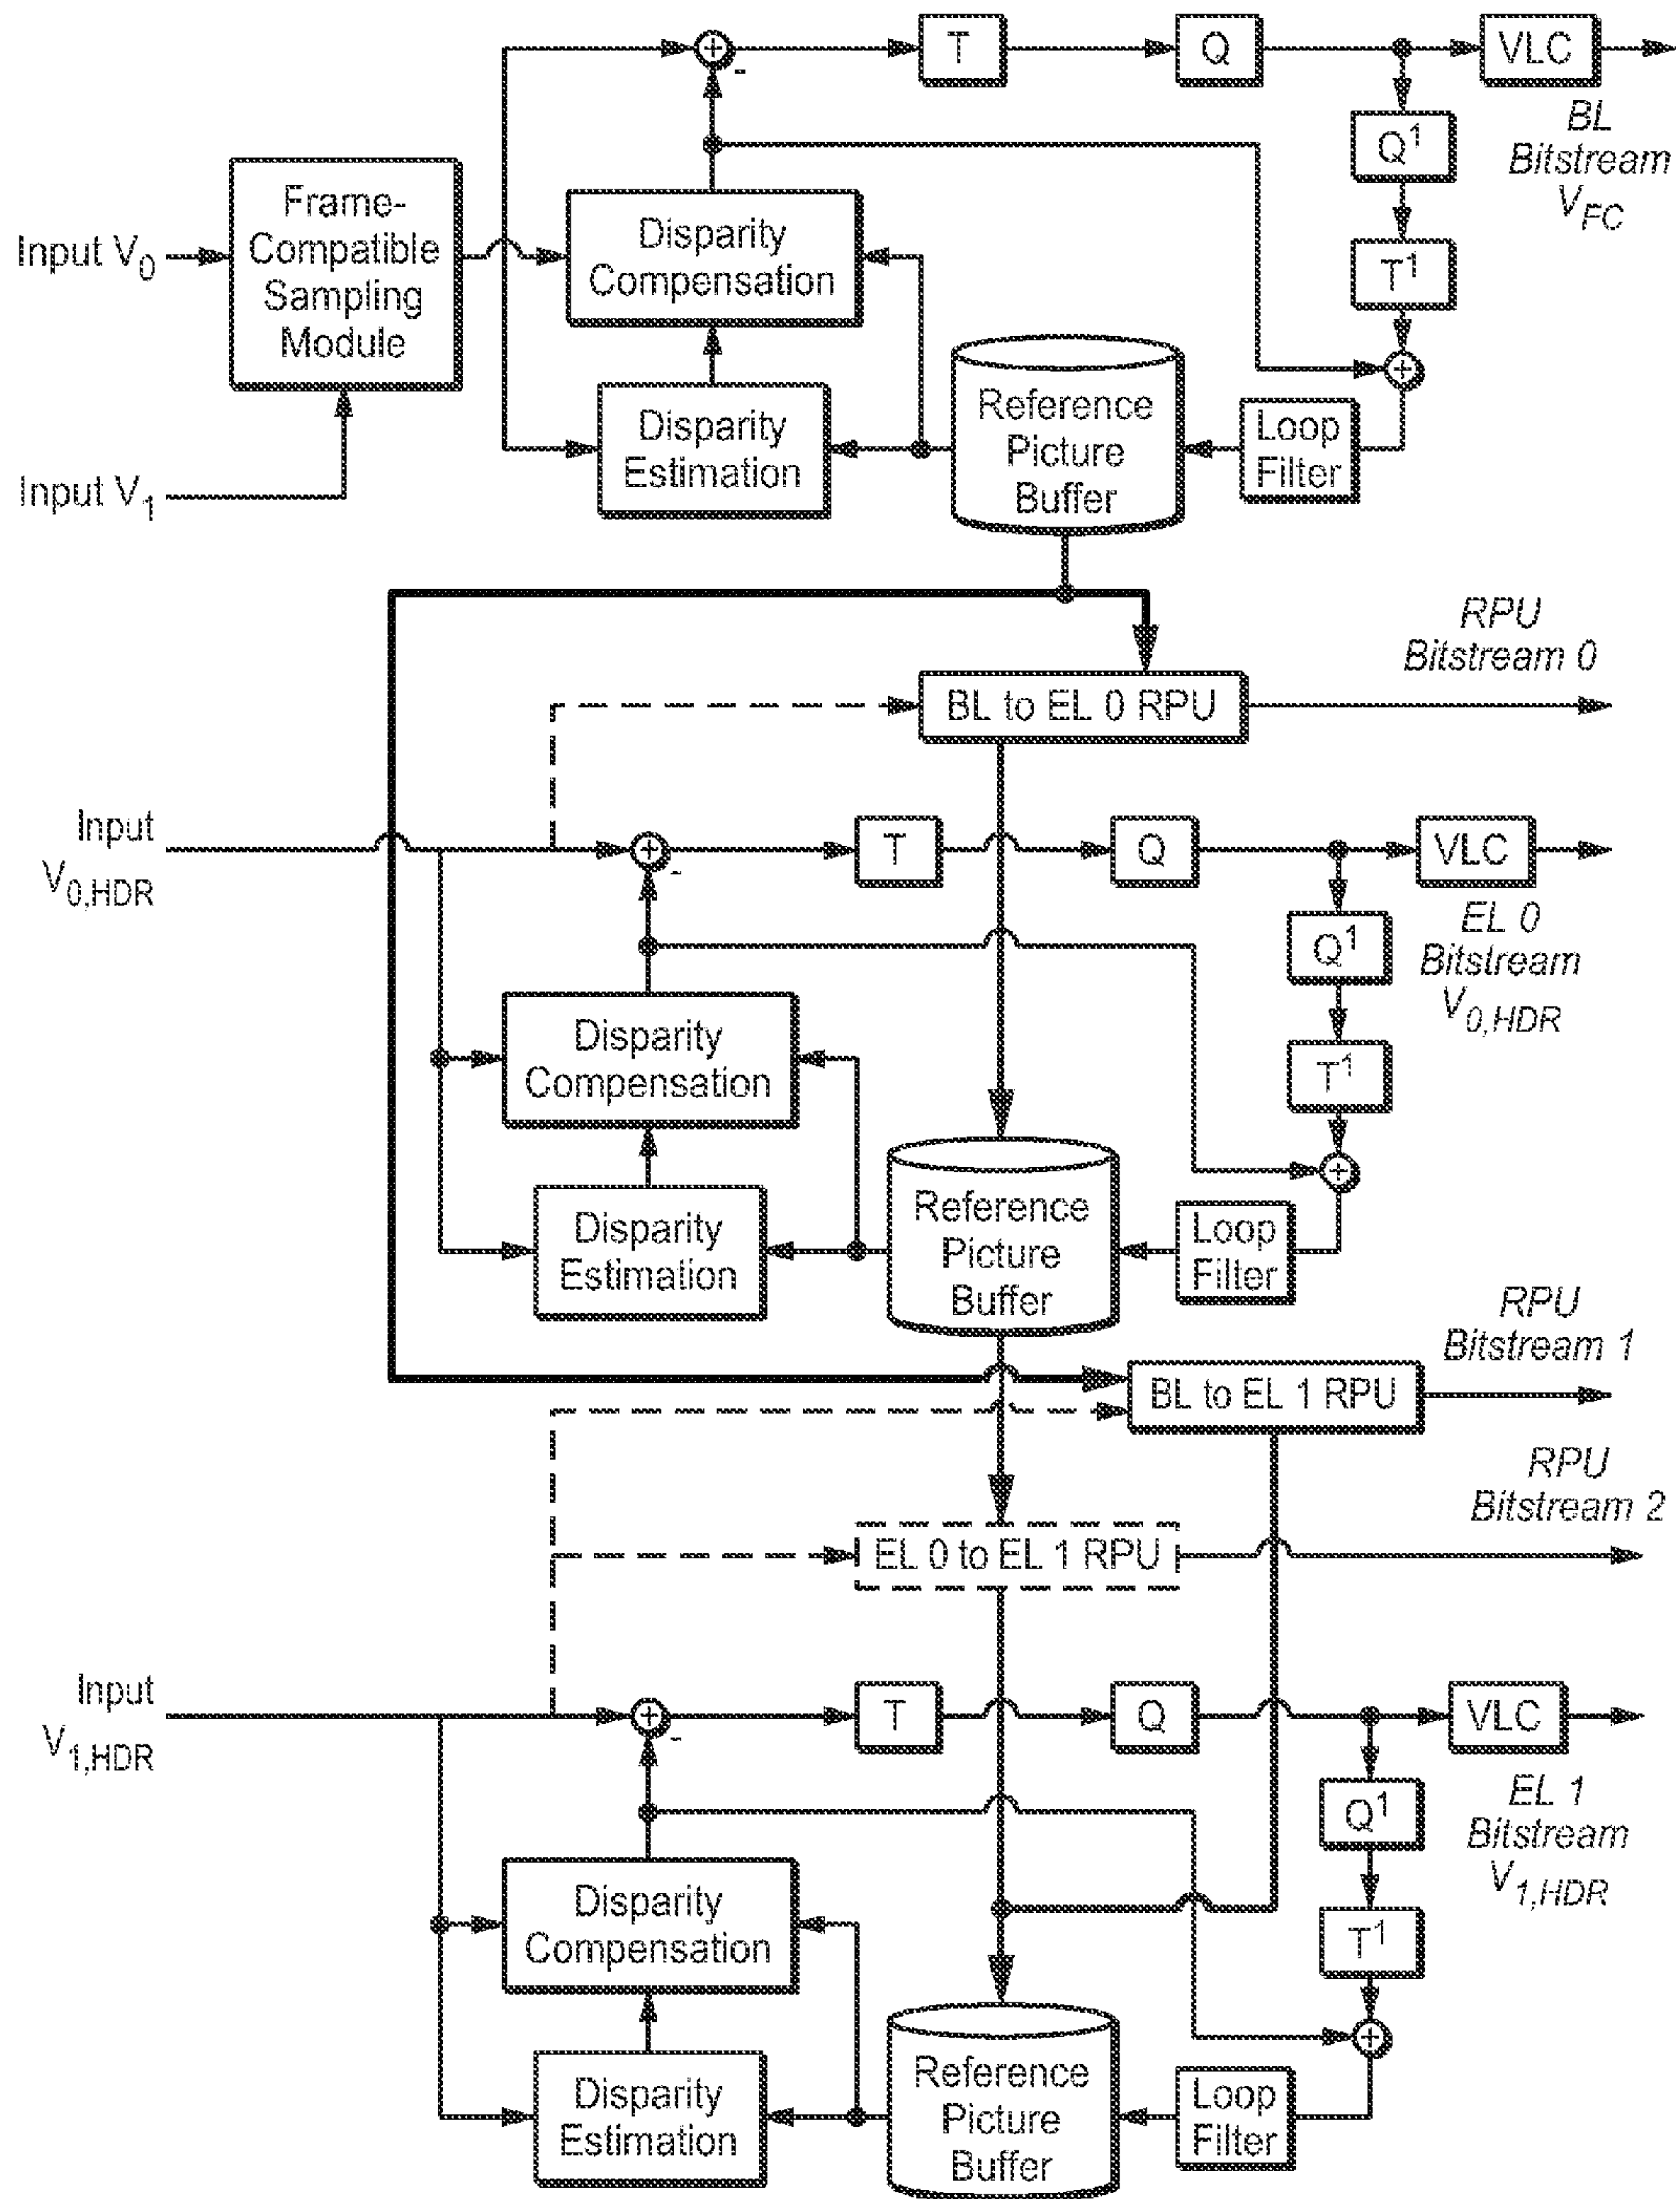 T
Q
VLC
BL
Bitstream
V_FC
Q¹
T¹
Frame-
Compatible
Sampling
Module
Input V₀
Input V₁
Disparity
Compensation
Disparity
Estimation
Reference
Picture
Buffer
Loop
Filter
RPU
Bitstream 0
BL to EL 0 RPU
Input
V₀,HDR
T
Q
VLC
EL 0
Bitstream
V₀,HDR
Q¹
T¹
Disparity
Compensation
Disparity
Estimation
Reference
Picture
Buffer
Loop
Filter
RPU
Bitstream 1
BL to EL 1 RPU
RPU
Bitstream 2
EL 0 to EL 1 RPU
Input
V₁,HDR
T
Q
VLC
EL 1
Bitstream
V₁,HDR
Q¹
T¹
Disparity
Compensation
Disparity
Estimation
Reference
Picture
Buffer
Loop
Filter